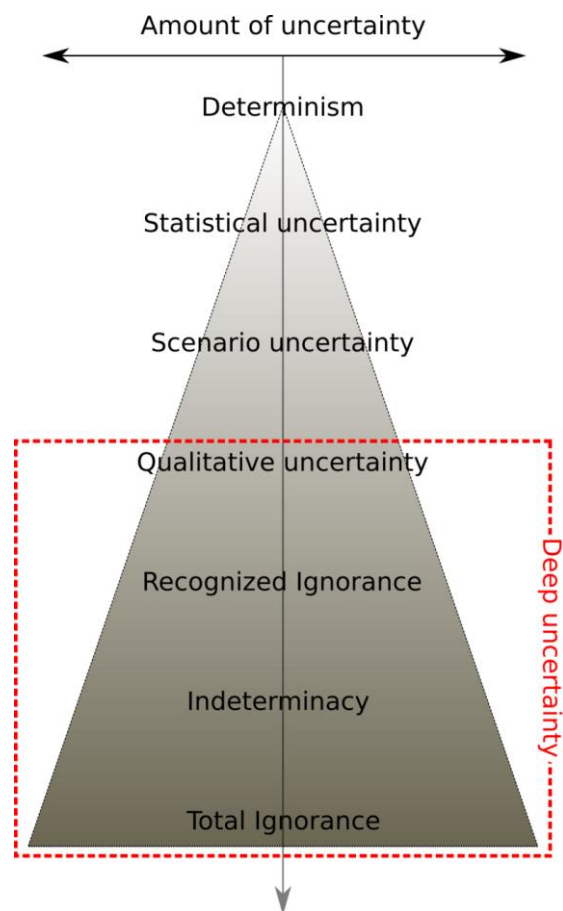 Amount of uncertainty
Determinism
Statistical uncertainty
Scenario uncertainty
Qualitative uncertainty
Recognized Ignorance
Indeterminacy
Total Ignorance
Deep uncertainty